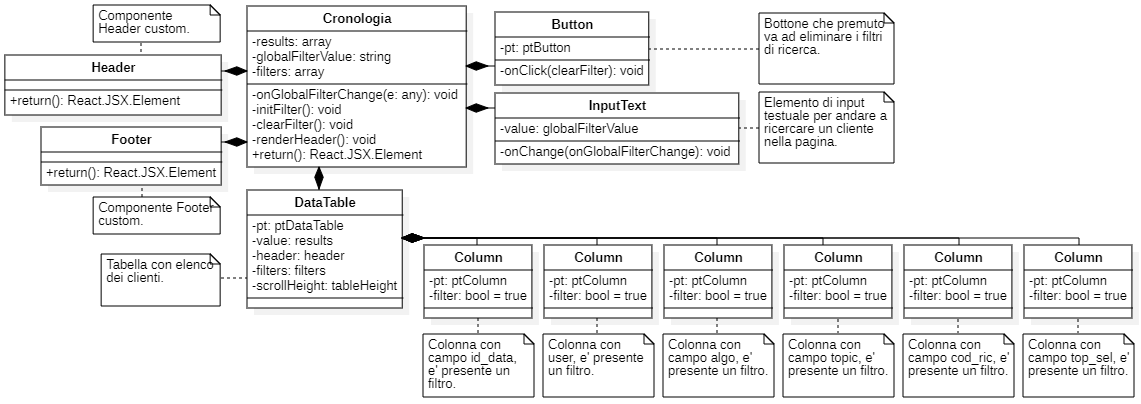 Componente
Header custom.
Header
+return(): React.JSX.Element
Footer
+return(): React.JSX.Element
Componente Footer
custom.
Cronologia
-results: array
-globalFilterValue: string
-filters: array
-onGlobalFilterChange(e: any): void
-initFilter(): void
-clearFilter(): void
-renderHeader(): void
+return(): React.JSX.Element
Button
-pt: ptButton
-onClick(clearFilter): void
Bottone che premuto
va ad eliminare i filtri
di ricerca.
InputText
-value: globalFilterValue
-onChange(onGlobalFilterChange): void
Elemento di input
testuale per andare a
ricercare un cliente
nella pagina.
DataTable
-pt: ptDataTable
-value: results
-header: header
-filters: filters
-scrollHeight: tableHeight
Tabella con elenco
dei clienti.
Column
-pt: ptColumn
-filter: bool = true
Column
-pt: ptColumn
-filter: bool = true
Column
-pt: ptColumn
-filter: bool = true
Column
-pt: ptColumn
-filter: bool = true
Column
-pt: ptColumn
-filter: bool = true
Column
-pt: ptColumn
-filter: bool = true
Colonna con
campo id_data,
e' presente un
filtro.
Colonna con
user, e' presente
un filtro.
Colonna con
campo algo, e'
presente un filtro.
Colonna con
campo topic, e'
presente un filtro.
Colonna con
campo cod_ric, e'
presente un filtro.
Colonna con
campo top_sel, e'
presente un filtro.